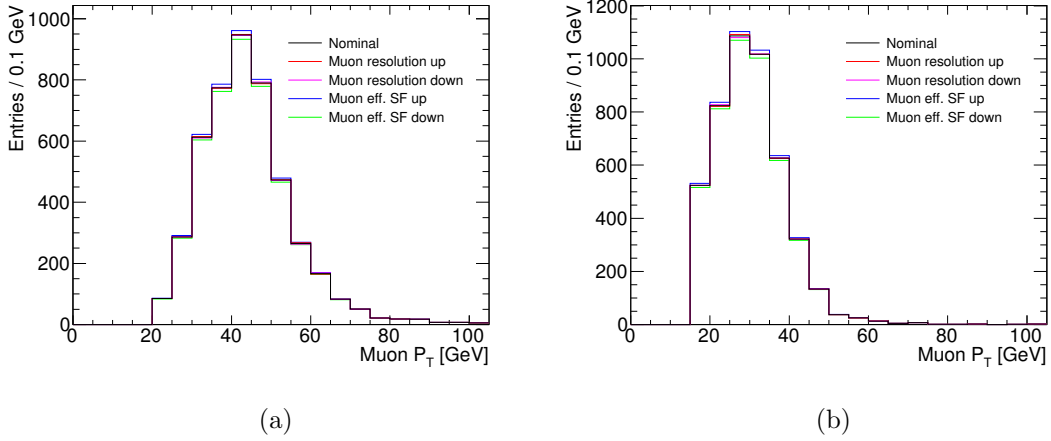 Entries / 0.1 GeV
1000
800
600
400
200
0
Nominal
Muon resolution up
Muon resolution down
Muon eff. SF up
Muon eff. SF down
0 20 40 60 80 100
Muon P_T [GeV]
(a)
Entries / 0.1 GeV
1200
1000
800
600
400
200
0
Nominal
Muon resolution up
Muon resolution down
Muon eff. SF up
Muon eff. SF down
0 20 40 60 80 100
Muon P_T [GeV]
(b)